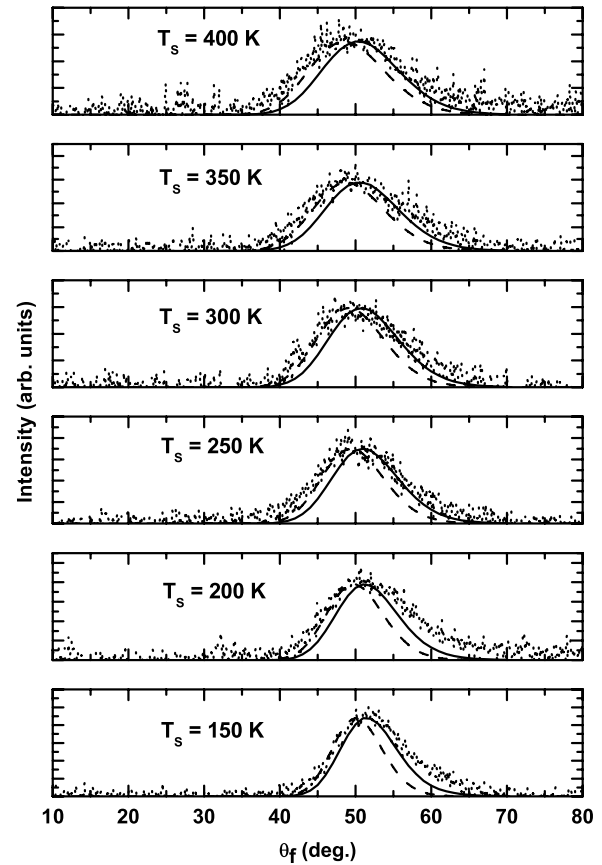 T_S = 400 K
T_S = 350 K
T_S = 300 K
T_S = 250 K
T_S = 200 K
T_S = 150 K
Intensity (arb. units)
10 20 30 40 50 60 70 80
θ_f (deg.)